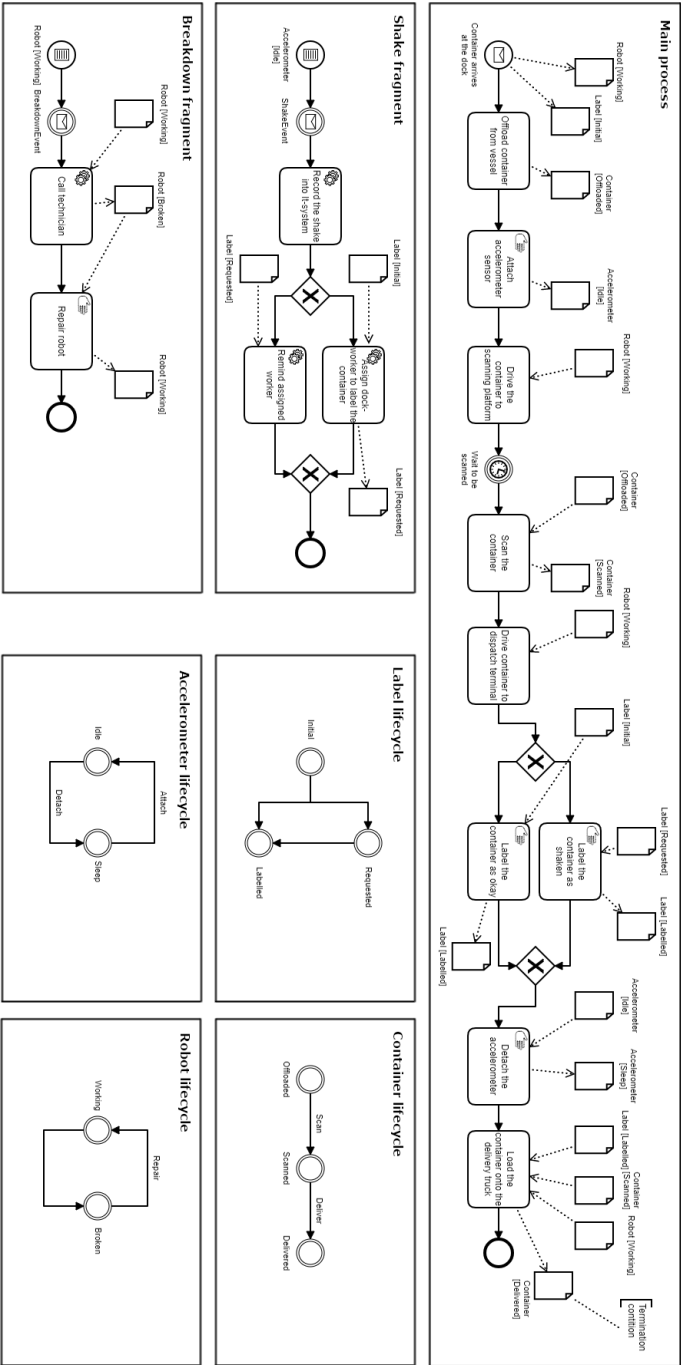 Main process
Container arrives
at the dock
Robot [Working]
Label [Initial]
Offload container
from vessel
Container
[Offloaded]
Attach
accelerometer
sensor
Accelerometer
[Idle]
Drive the
container to
scanning platform
Robot [Working]
Wait to be
scanned
Container
[Offloaded]
Scan the
container
Container
[Scanned]
Robot [Working]
Drive container to
dispatch terminal
Label [Initial]
Label [Requested]
Label the
container as
shaken
Label [Labelled]
Label the
container as okay
Label [Labelled]
Accelerometer
[Idle]
Detach the
accelerometer
Accelerometer
[Sleep]
Label [Labelled]
Container
[Scanned]
Robot [Working]
Load the
container onto the
delivery truck
Container
[Delivered]
Termination
contition
Shake fragment
Accelerometer
[Idle]
ShakeEvent
Record the shake
into it-system
Label [Initial]
Label [Requested]
Assign dock-
worker to label the
container
Remind assigned
worker
Label [Requested]
Breakdown fragment
Robot [Working]
BreakdownEvent
Robot [Working]
Call technician
Robot [Broken]
Repair robot
Robot [Working]
Label lifecycle
Initial
Requested
Labelled
Container lifecycle
Offloaded
Scan
Scanned
Deliver
Delivered
Accelerometer lifecycle
Idle
Attach
Detach
Sleep
Robot lifecycle
Working
Repair
Broken